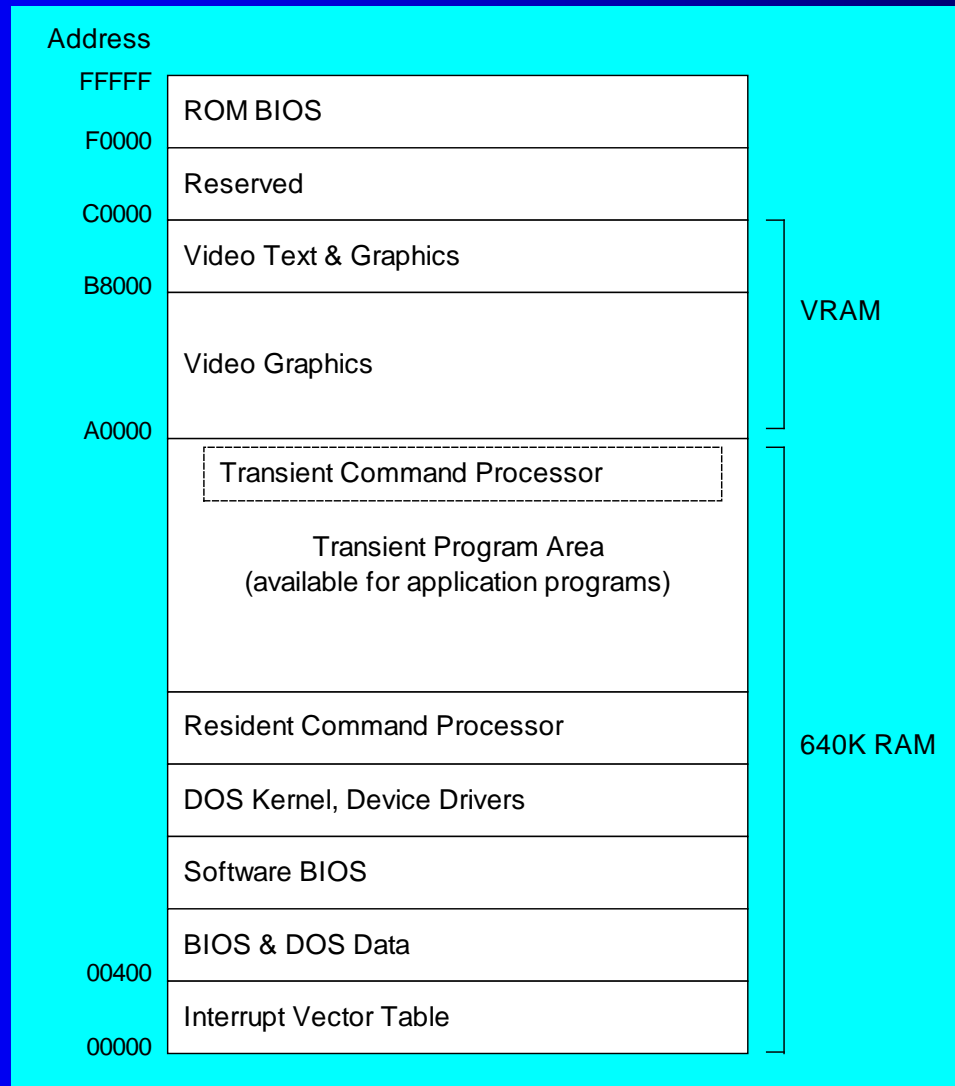 Address
FFFFF
ROM BIOS
F0000
Reserved
C0000
Video Text & Graphics
B8000
VRAM
Video Graphics
A0000
Transient Command Processor
Transient Program Area
(available for application programs)
Resident Command Processor
640K RAM
DOS Kernel, Device Drivers
Software BIOS
BIOS & DOS Data
00400
Interrupt Vector Table
00000